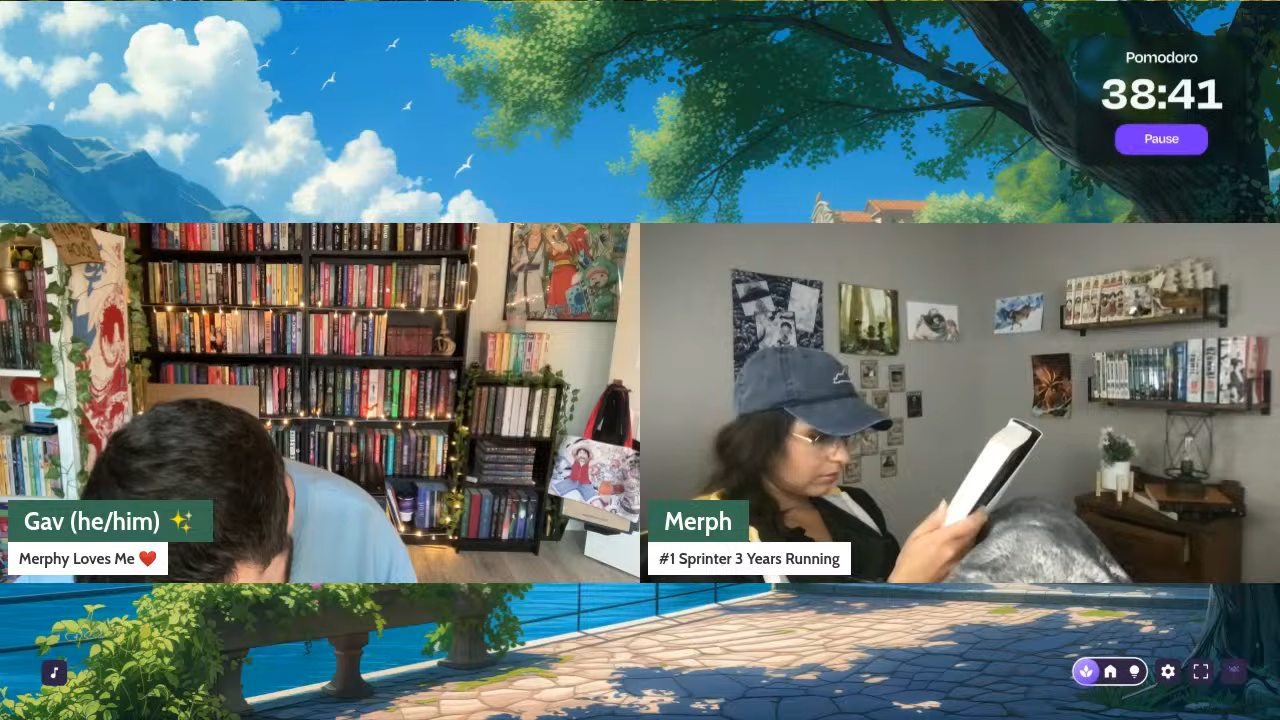 Pomodoro
38:41
Pause
Gav (he/him) ✨
Merphy Loves Me ❤️
Merph
#1 Sprinter 3 Years Running